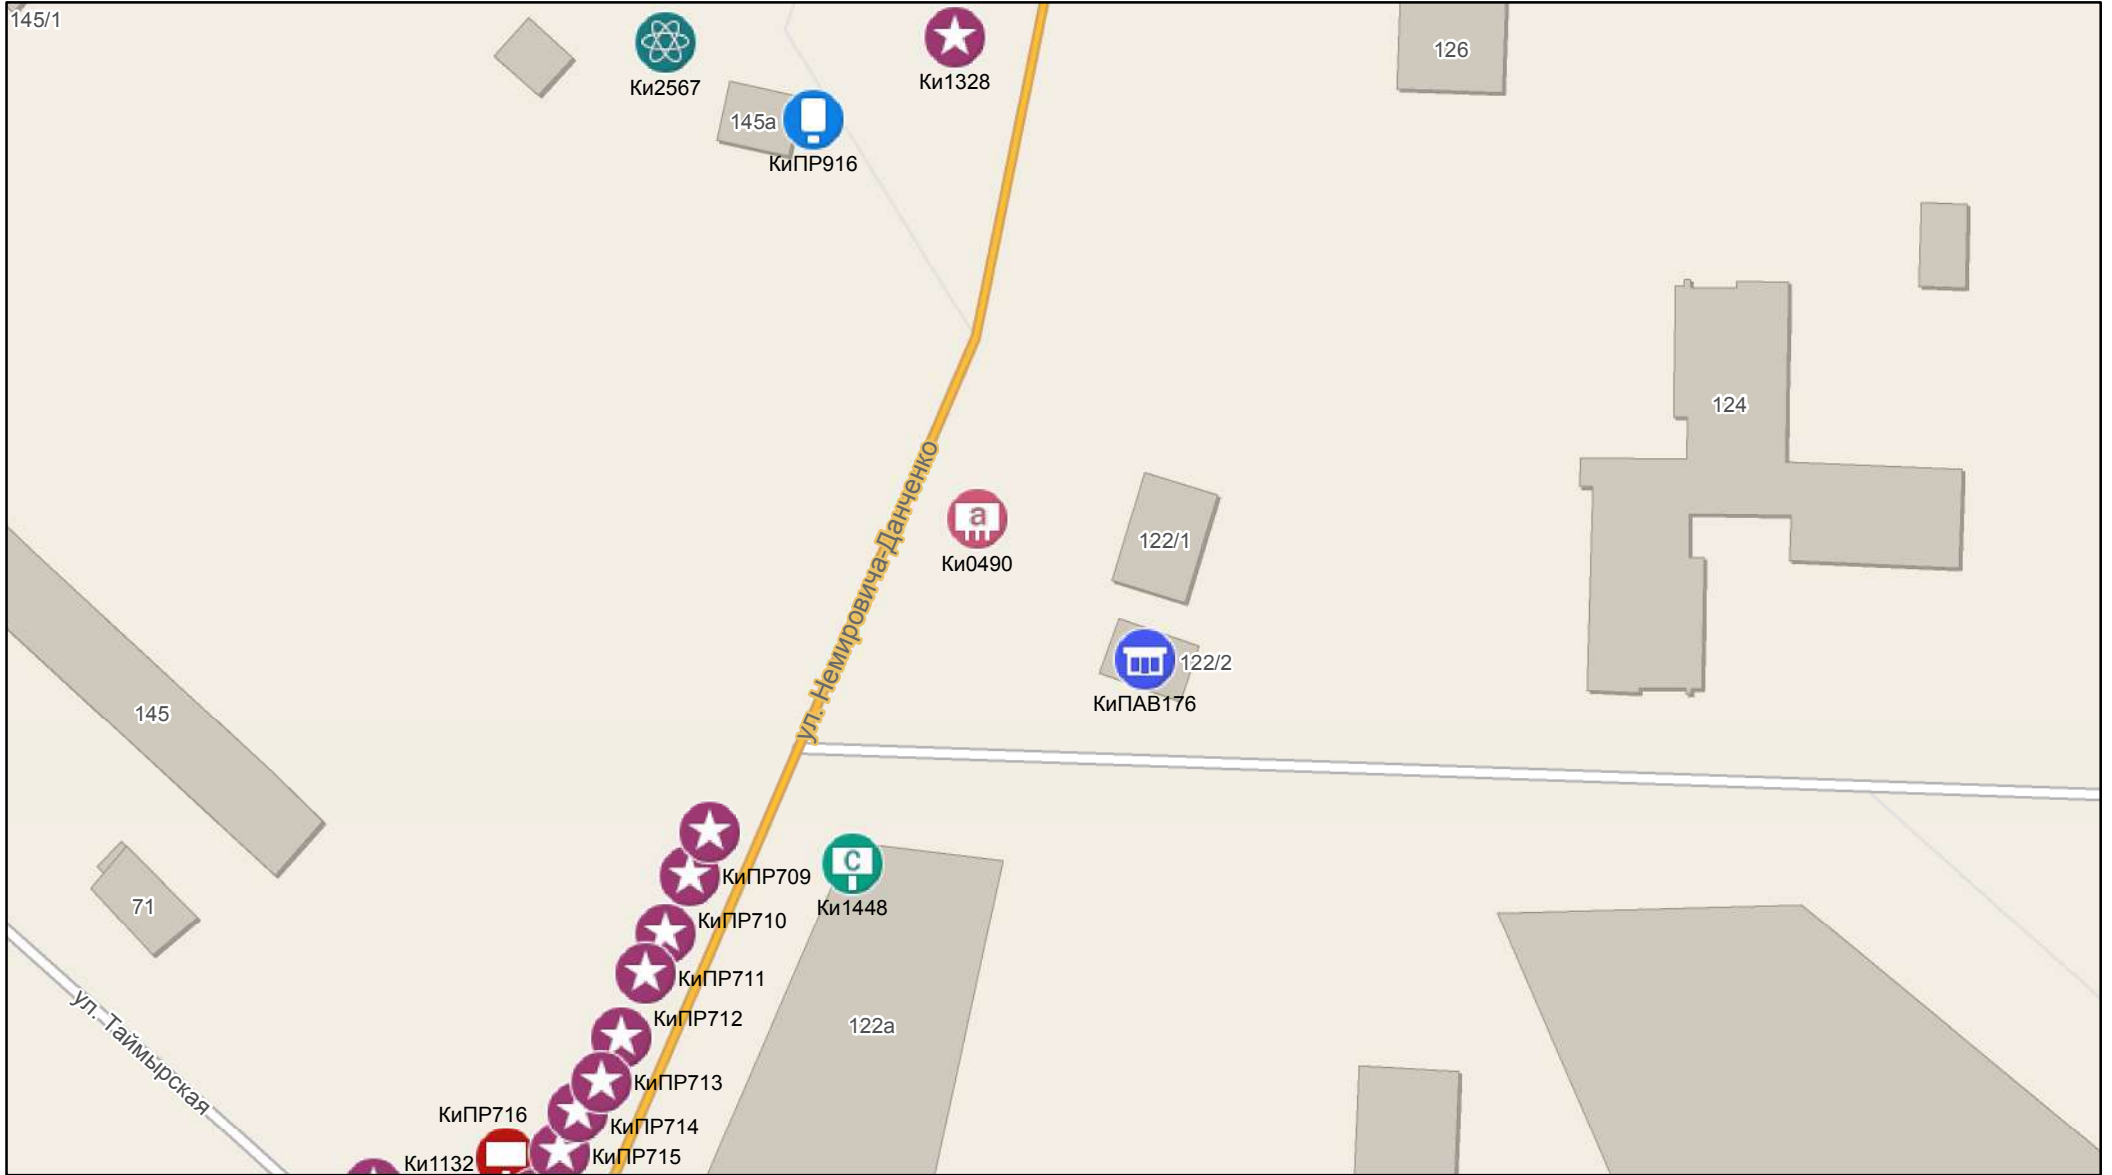 145/1
Ки2567
Ки1328
126
145а
КиПР916
124
ул. Немировича-Данченко
a
Ки0490
122/1
122/2
КиПАВ176
145
КиПР709
C
Ки1448
71
КиПР710
КиПР711
КиПР712
122а
ул. Таймырская
КиПР713
КиПР716
КиПР714
КиПР715
Ки1132